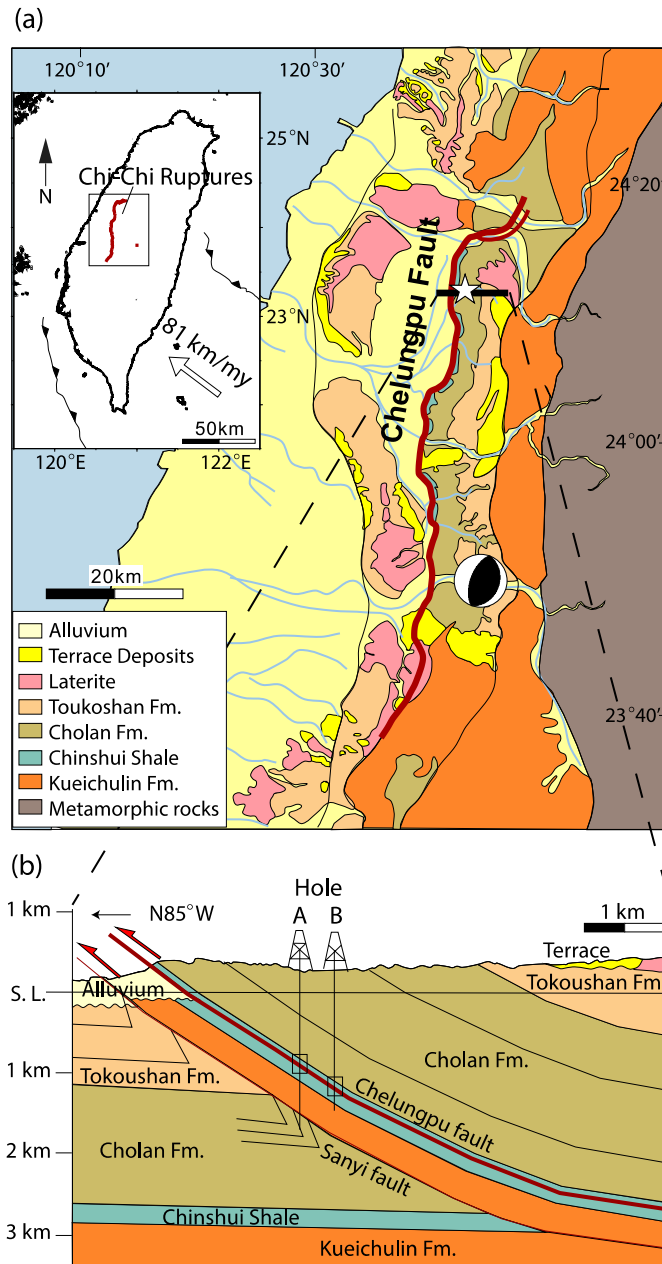 (a)
120°10'
120°30'
25°N
Chi-Chi Ruptures
N
24°20'
23°N
81 km/my
Chelungpu Fault
50km
120°E
122°E
24°00'
20km
Alluvium
Terrace Deposits
Laterite
Toukoshan Fm.
Cholan Fm.
Chinshui Shale
Kueichulin Fm.
Metamorphic rocks
23°40'
(b)
Hole
1 km
N85°W
A
B
1 km
Terrace
Tokoushan Fm.
S. L.
Alluvium
Cholan Fm.
1 km
Tokoushan Fm.
Chelungpu fault
2 km
Cholan Fm.
Sanyi fault
Chinshui Shale
3 km
Kueichulin Fm.